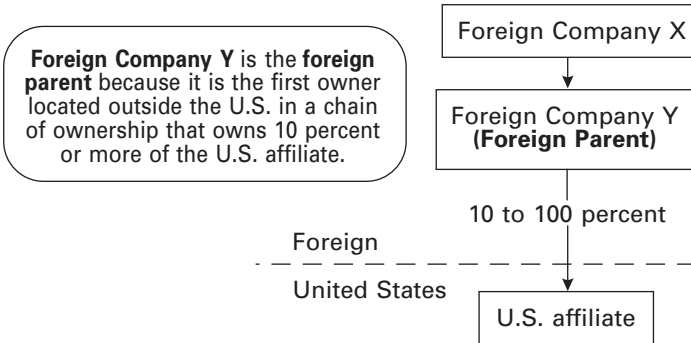 Foreign Company Y is the foreign
parent because it is the first owner
located outside the U.S. in a chain
of ownership that owns 10 percent
or more of the U.S. affiliate.
Foreign Company X
Foreign Company Y
(Foreign Parent)
10 to 100 percent
Foreign
United States
U.S. affiliate